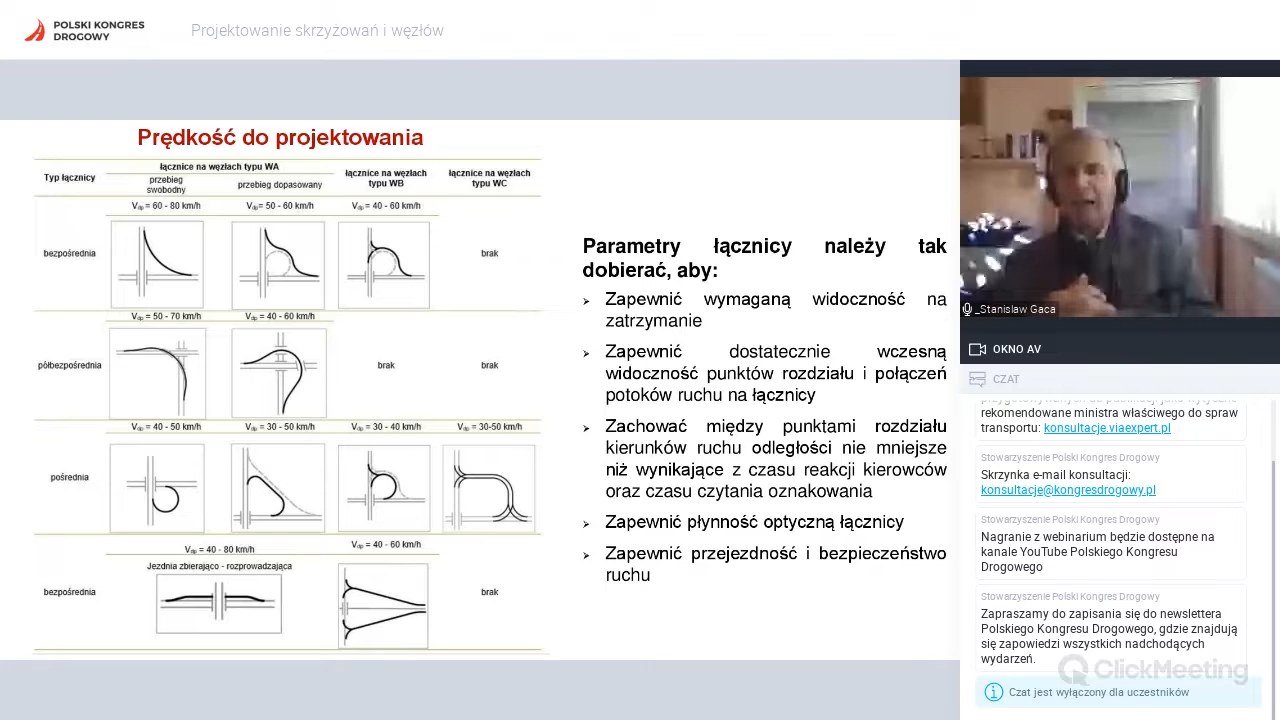 POLSKI KONGRES
DROGOWY
Projektowanie skrzyżowań i węzłów
Prędkość do projektowania
Typ łącznicy
łącznice na węzłach typu WA
przebieg
swobodny
przebieg dopasowany
łącznice na węzłach
typu WB
łącznice na węzłach
typu WC
Vdp = 60 - 80 km/h
Vdp= 50 - 60 km/h
Vdp = 40 - 60 km/h
bezpośrednia
brak
Vdp = 50 - 70 km/h
Vdp = 40 - 60 km/h
półbezpośrednia
brak
brak
Vdp = 40 - 50 km/h
Vdp = 30 - 50 km/h
Vdp = 30 - 40 km/h
Vdp = 30-50 km/h
pośrednia
Vdp = 40 - 80 km/h
Vdp = 40 - 60 km/h
Jezdnia zbierająco - rozprowadzająca
bezpośrednia
brak
Parametry łącznicy należy tak
dobierać, aby:
Zapewnić wymaganą widoczność na
zatrzymanie
Zapewnić dostatecznie wczesną
widoczność punktów rozdziału i połączeń
potoków ruchu na łącznicy
Zachować między punktami rozdziału
kierunków ruchu odległości nie mniejsze
niż wynikające z czasu reakcji kierowców
oraz czasu czytania oznakowania
Zapewnić płynność optyczną łącznicy
Zapewnić przejezdność i bezpieczeństwo
ruchu
_Stanislaw Gaca
OKNO AV
CZAT
rekomendowane ministra właściwego do spraw
transportu: konsultacje.viaexpert.pl
Stowarzyszenie Polski Kongres Drogowy
Skrzynka e-mail konsultacji:
konsultacje@kongresdrogowy.pl
Stowarzyszenie Polski Kongres Drogowy
Nagranie z webinarium będzie dostępne na
kanale YouTube Polskiego Kongresu
Drogowego
Stowarzyszenie Polski Kongres Drogowy
Zapraszamy do zapisania się do newslettera
Polskiego Kongresu Drogowego, gdzie znajdują
się zapowiedzi wszystkich nadchodzących
wydarzeń.
ClickMeeting
Czat jest wyłączony dla uczestników